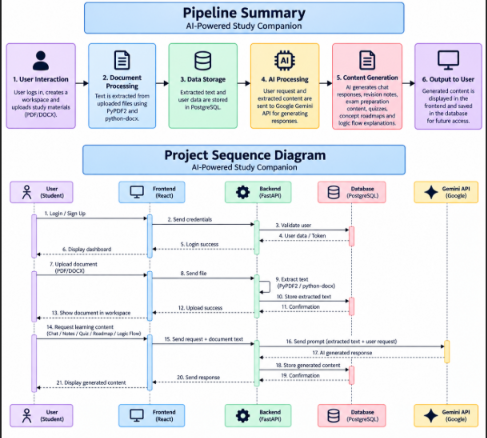 Pipeline Summary
AI-Powered Study Companion
1. User Interaction
User logs in, creates a
workspace and
uploads study materials
(PDF/DOCX).
2. Document
Processing
Text is extracted from
uploaded files using
PyPDF2 and
python-docx.
3. Data Storage
Extracted text and
user data are stored
in PostgreSQL.
4. AI Processing
User request and
extracted content are
sent to Google Gemini
API for generating
responses.
5. Content Generation
AI generates chat
responses, revision notes,
exam preparation
content, quizzes,
concept roadmaps and
logic flow explanations.
6. Output to User
Generated content is
displayed in the
frontend and stored
in the database
for future access.
Project Sequence Diagram
AI-Powered Study Companion
User
(Student)
Frontend
(React)
Backend
(FastAPI)
Database
(PostgreSQL)
Gemini API
(Google)
1. Login / Sign Up
2. Send credentials
3. Validate user
4. User data / Token
5. Login success
6. Display dashboard
7. Upload document
(PDF/DOCX)
8. Send file
9. Extract text
(PyPDF2 / python-docx)
10. Store extracted text
11. Confirmation
12. Upload success
13. Show document in workspace
14. Request learning content
(Chat / Notes / Quiz / Roadmap / Logic Flow)
15. Send request + document text
16. Send prompt (extracted text + user request)
17. AI generated response
18. Store generated content
19. Confirmation
20. Send response
21. Display generated content
User
(Student)
Frontend
(React)
Backend
(FastAPI)
Database
(PostgreSQL)
Gemini API
(Google)